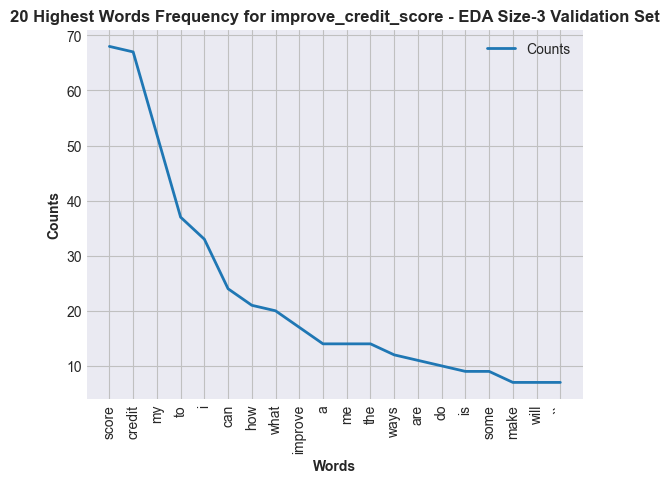 20 Highest Words Frequency for improve_credit_score - EDA Size-3 Validation Set
Counts
70
60
50
40
30
20
10
Counts
score
credit
my
to
i
can
how
what
improve
a
me
the
ways
are
do
is
some
make
will
``
Words